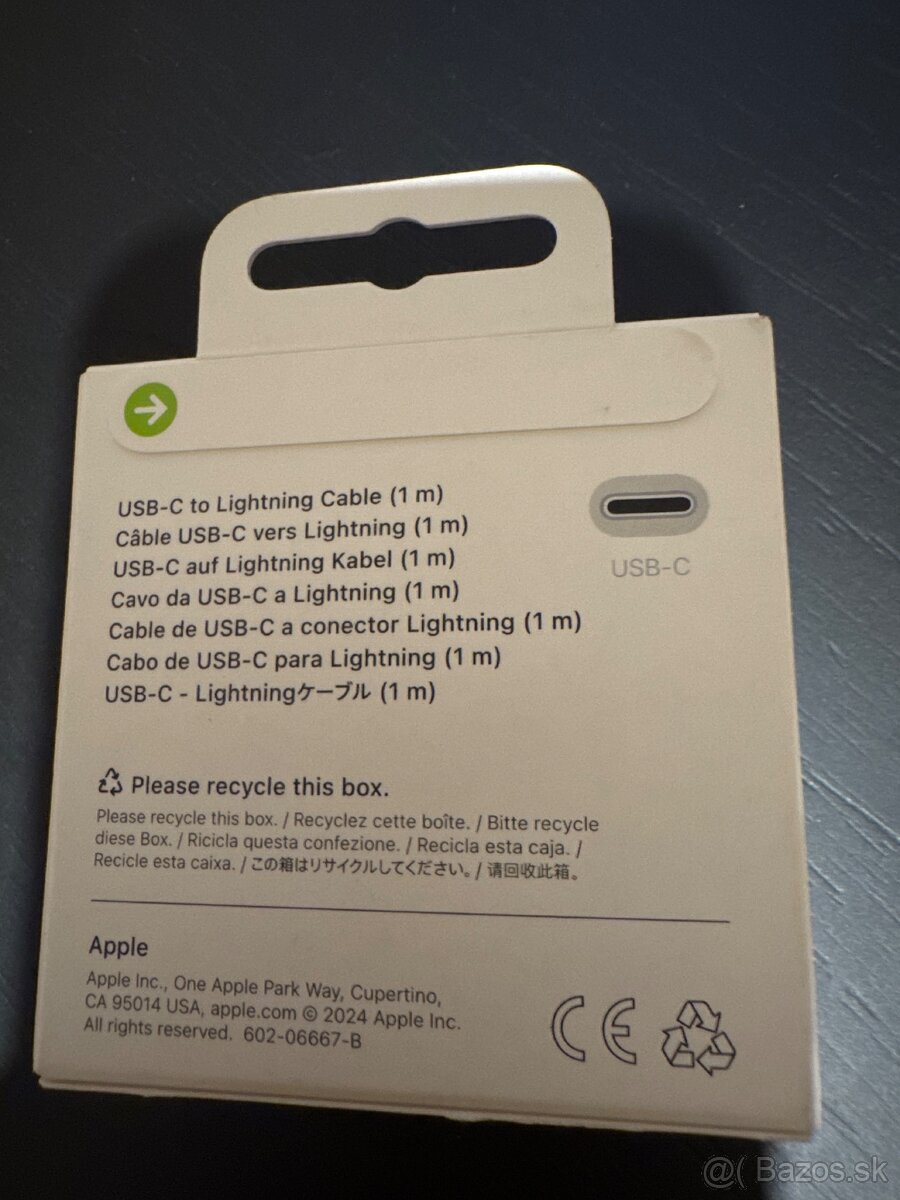 USB-C to Lightning Cable (1 m)
Câble USB-C vers Lightning (1 m)
USB-C auf Lightning Kabel (1 m)
Cavo da USB-C a Lightning (1 m)
Cable de USB-C a conector Lightning (1 m)
Cabo de USB-C para Lightning (1 m)
USB-C - Lightningケーブル (1 m)
USB-C
Please recycle this box.
Please recycle this box. / Recyclez cette boîte. / Bitte recycle
diese Box. / Ricicla questa confezione. / Recicla esta caja. /
Recicle esta caixa. / この箱はリサイクルしてください。/ 请回收此箱。
Apple
Apple Inc., One Apple Park Way, Cupertino,
CA 95014 USA, apple.com © 2024 Apple Inc.
All rights reserved. 602-06667-B
CE
@( Bazos.sk